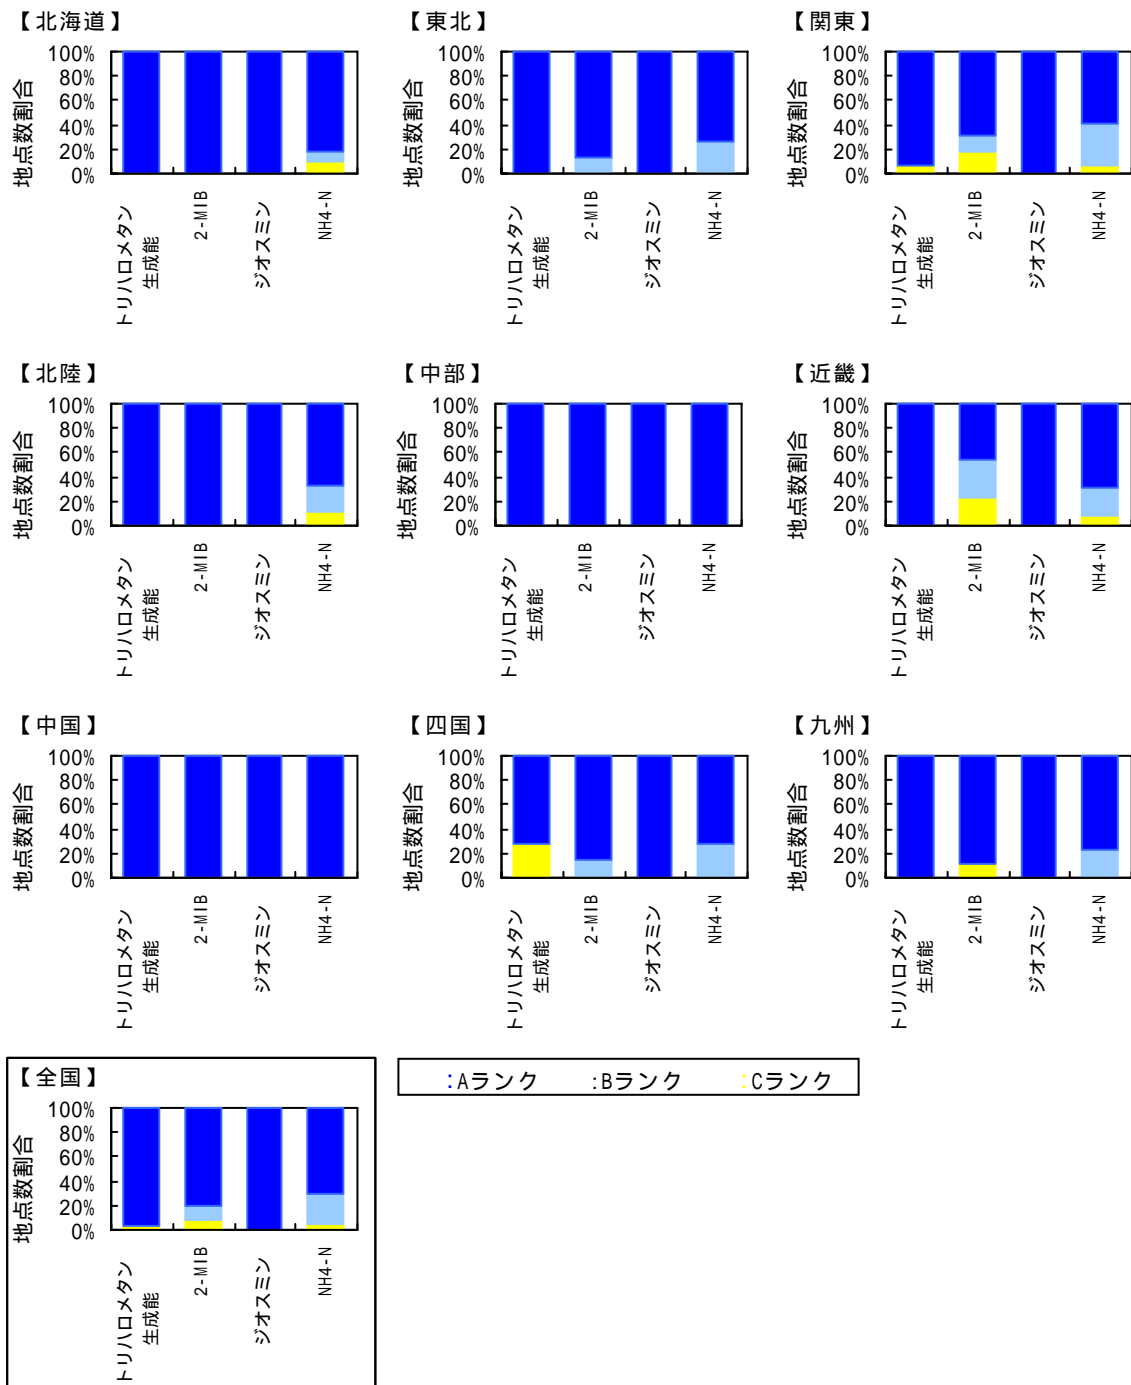 【北海道】
地点数割合
100%
80%
60%
40%
20%
0%
トリハロメタン
生成能
2-MIB
ジオスミン
NH4-N
【東北】
地点数割合
100%
80%
60%
40%
20%
0%
トリハロメタン
生成能
2-MIB
ジオスミン
NH4-N
【関東】
地点数割合
100%
80%
60%
40%
20%
0%
トリハロメタン
生成能
2-MIB
ジオスミン
NH4-N
【北陸】
地点数割合
100%
80%
60%
40%
20%
0%
トリハロメタン
生成能
2-MIB
ジオスミン
NH4-N
【中部】
地点数割合
100%
80%
60%
40%
20%
0%
トリハロメタン
生成能
2-MIB
ジオスミン
NH4-N
【近畿】
地点数割合
100%
80%
60%
40%
20%
0%
トリハロメタン
生成能
2-MIB
ジオスミン
NH4-N
【中国】
地点数割合
100%
80%
60%
40%
20%
0%
トリハロメタン
生成能
2-MIB
ジオスミン
NH4-N
【四国】
地点数割合
100%
80%
60%
40%
20%
0%
トリハロメタン
生成能
2-MIB
ジオスミン
NH4-N
【九州】
地点数割合
100%
80%
60%
40%
20%
0%
トリハロメタン
生成能
2-MIB
ジオスミン
NH4-N
【全国】
地点数割合
100%
80%
60%
40%
20%
0%
トリハロメタン
生成能
2-MIB
ジオスミン
NH4-N
:Aランク :Bランク :Cランク